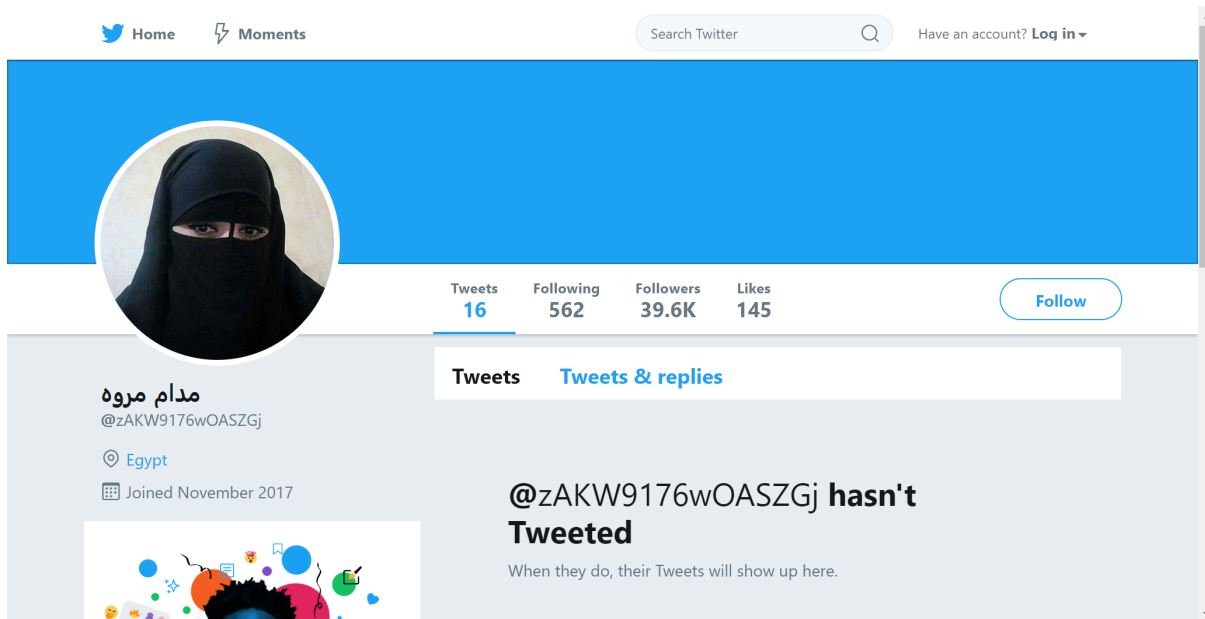 Home Moments Search Twitter Have an account? Log in
Tweets Following Followers Likes
16 562 39.6K 145
Follow
Tweets Tweets & replies
مدام مروه
@zAKW9176wOASZGj
Egypt
Joined November 2017
@zAKW9176wOASZGj hasn't
Tweeted
When they do, their Tweets will show up here.